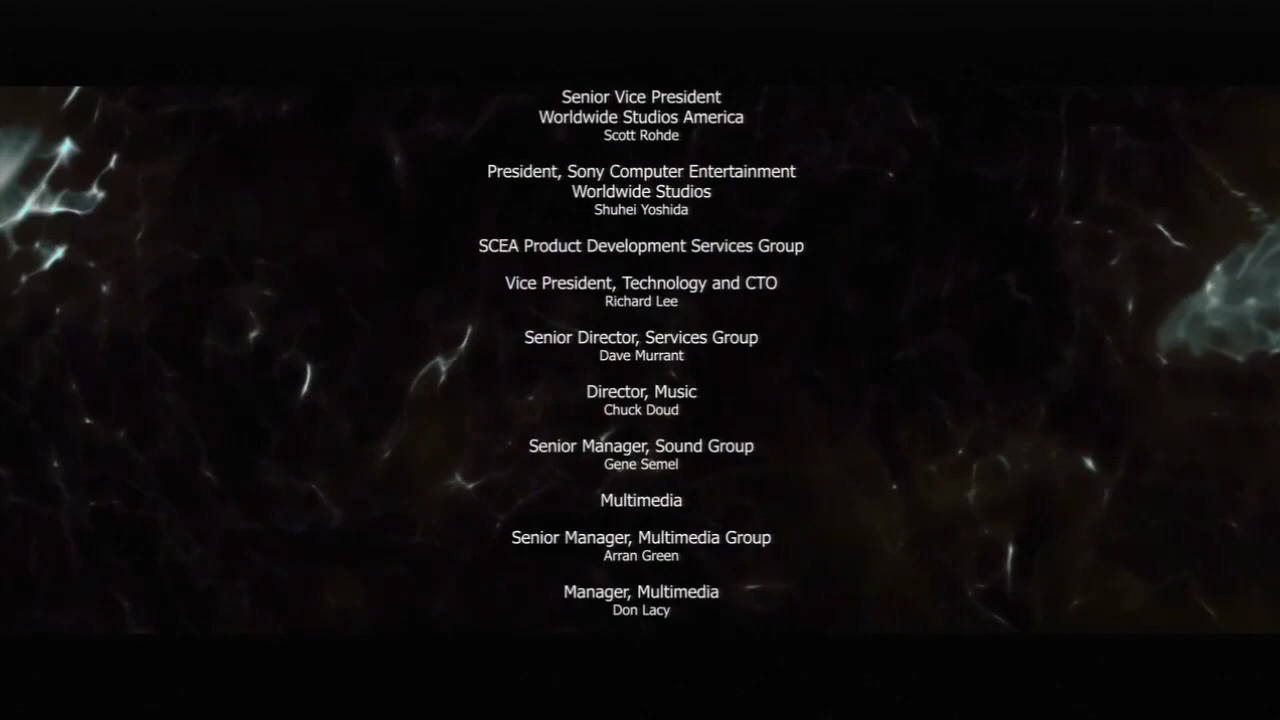 Senior Vice President
Worldwide Studios America
Scott Rohde
President, Sony Computer Entertainment
Worldwide Studios
Shuhei Yoshida
SCEA Product Development Services Group
Vice President, Technology and CTO
Richard Lee
Senior Director, Services Group
Dave Murrant
Director, Music
Chuck Doud
Senior Manager, Sound Group
Gene Semel
Multimedia
Senior Manager, Multimedia Group
Arran Green
Manager, Multimedia
Don Lacy